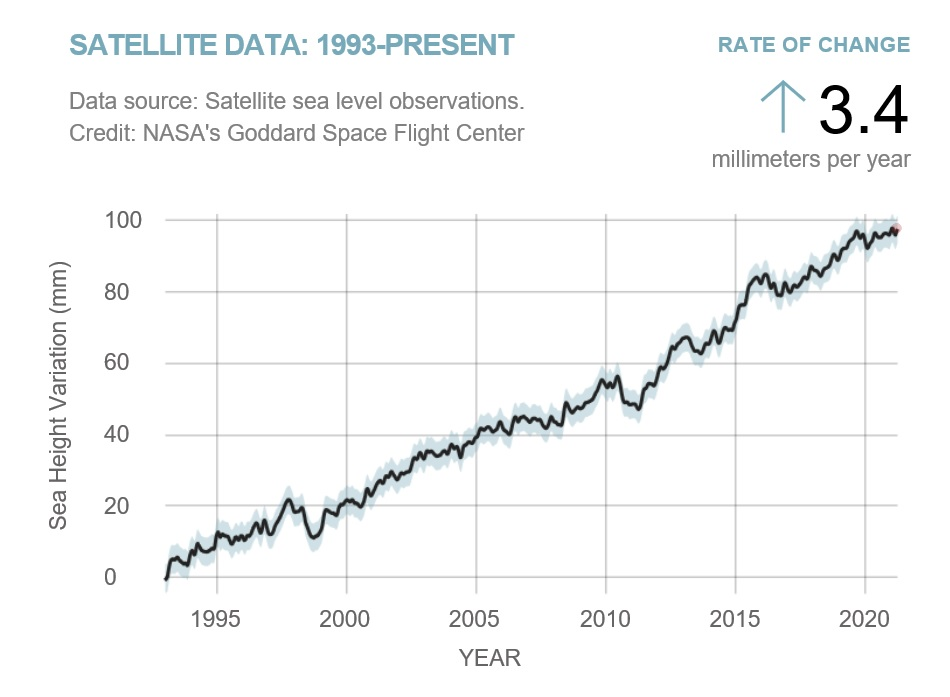 SATELLITE DATA: 1993-PRESENT
RATE OF CHANGE
Data source: Satellite sea level observations.
Credit: NASA's Goddard Space Flight Center
3.4
millimeters per year
Sea Height Variation (mm)
100
80
60
40
20
0
1995 2000 2005 2010 2015 2020
YEAR